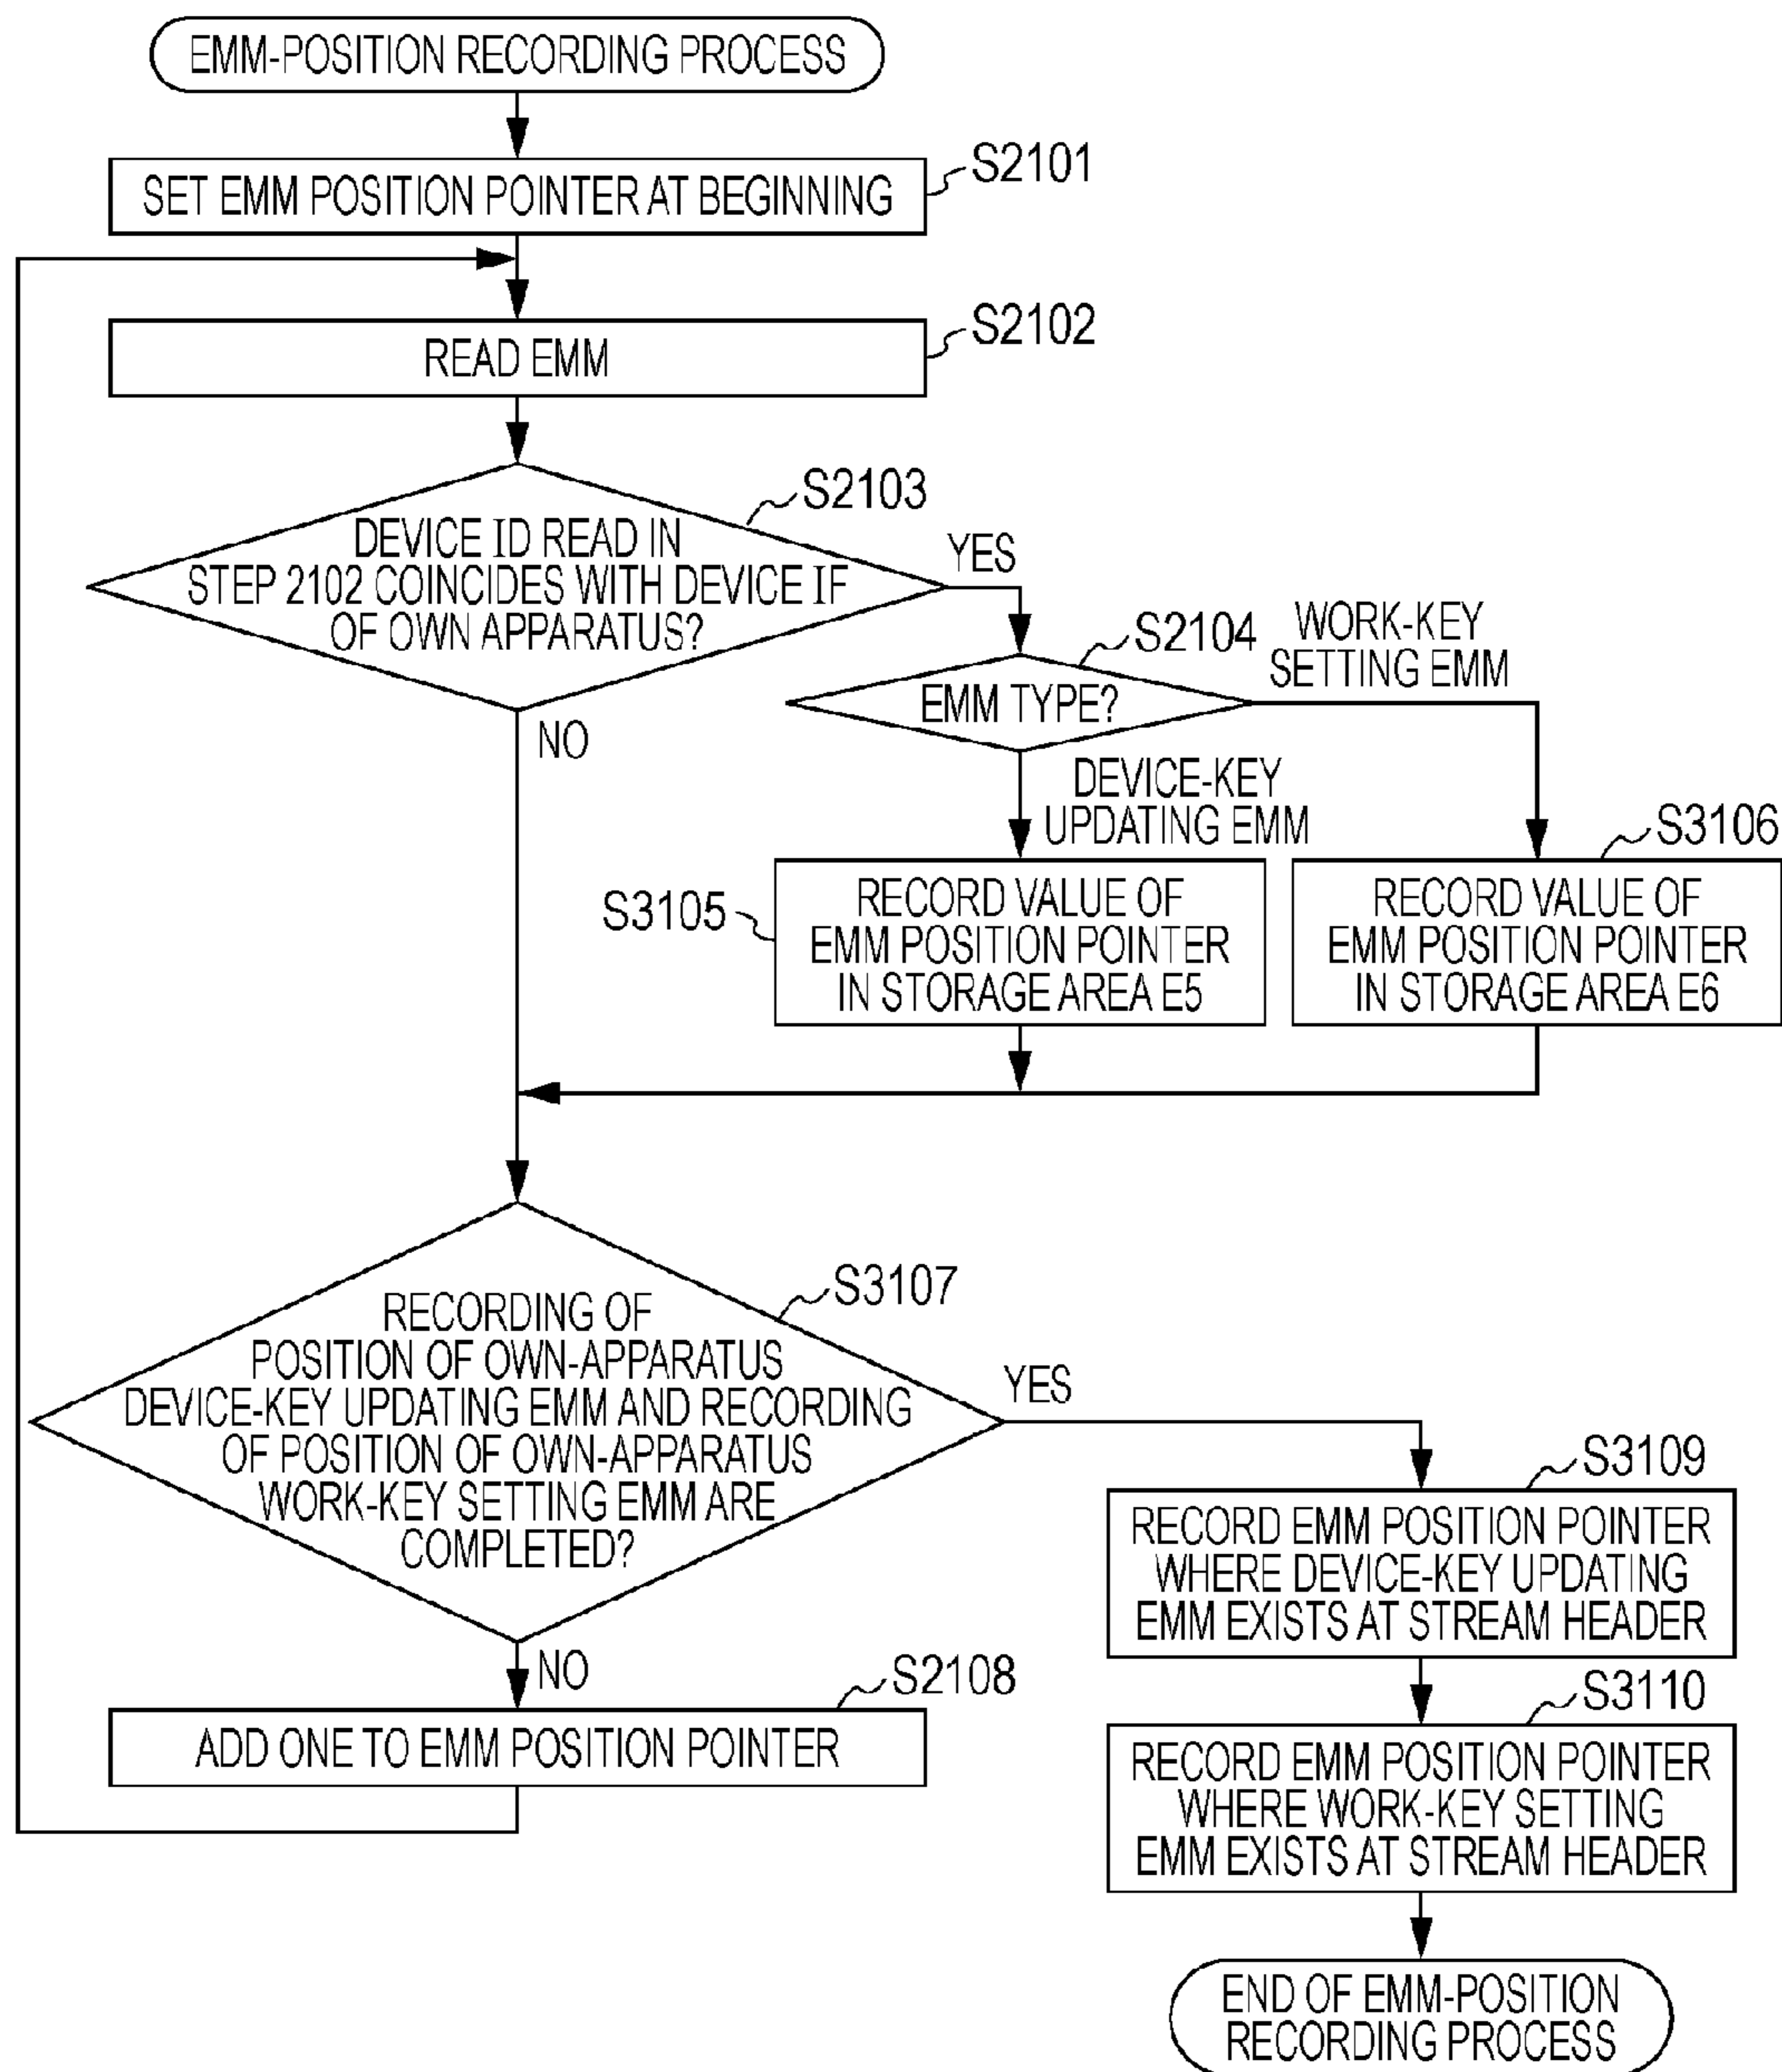 EMM-POSITION RECORDING PROCESS
S2101
SET EMM POSITION POINTER AT BEGINNING
S2102
READ EMM
S2103
DEVICE ID READ IN
STEP 2102 COINCIDES WITH DEVICE IF
OF OWN APPARATUS?
YES
NO
S2104
EMM TYPE?
WORK-KEY
SETTING EMM
DEVICE-KEY
UPDATING EMM
S3105
RECORD VALUE OF
EMM POSITION POINTER
IN STORAGE AREA E5
S3106
RECORD VALUE OF
EMM POSITION POINTER
IN STORAGE AREA E6
S3107
RECORDING OF
POSITION OF OWN-APPARATUS
DEVICE-KEY UPDATING EMM AND RECORDING
OF POSITION OF OWN-APPARATUS
WORK-KEY SETTING EMM ARE
COMPLETED?
YES
NO
S2108
ADD ONE TO EMM POSITION POINTER
S3109
RECORD EMM POSITION POINTER
WHERE DEVICE-KEY UPDATING
EMM EXISTS AT STREAM HEADER
S3110
RECORD EMM POSITION POINTER
WHERE WORK-KEY SETTING
EMM EXISTS AT STREAM HEADER
END OF EMM-POSITION
RECORDING PROCESS